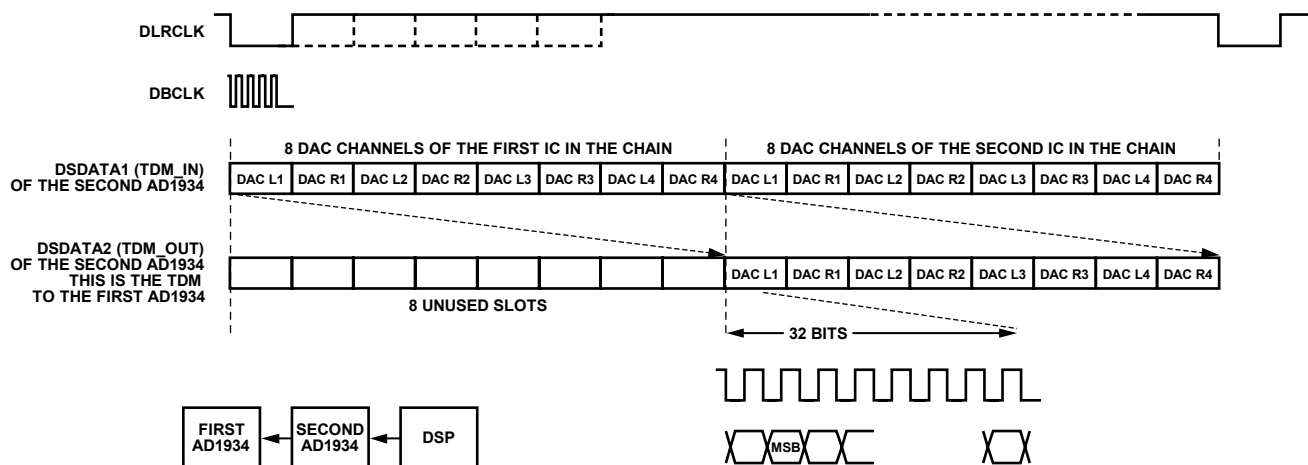 DLRCLK
DBCLK
8 DAC CHANNELS OF THE FIRST IC IN THE CHAIN
8 DAC CHANNELS OF THE SECOND IC IN THE CHAIN
DSDATA1 (TDM_IN)
OF THE SECOND AD1934
DAC L1 DAC R1 DAC L2 DAC R2 DAC L3 DAC R3 DAC L4 DAC R4 DAC L1 DAC R1 DAC L2 DAC R2 DAC L3 DAC R3 DAC L4 DAC R4
DSDATA2 (TDM_OUT)
OF THE SECOND AD1934
THIS IS THE TDM
TO THE FIRST AD1934
DAC L1 DAC R1 DAC L2 DAC R2 DAC L3 DAC R3 DAC L4 DAC R4
8 UNUSED SLOTS
32 BITS
FIRST
AD1934
SECOND
AD1934
DSP
MSB